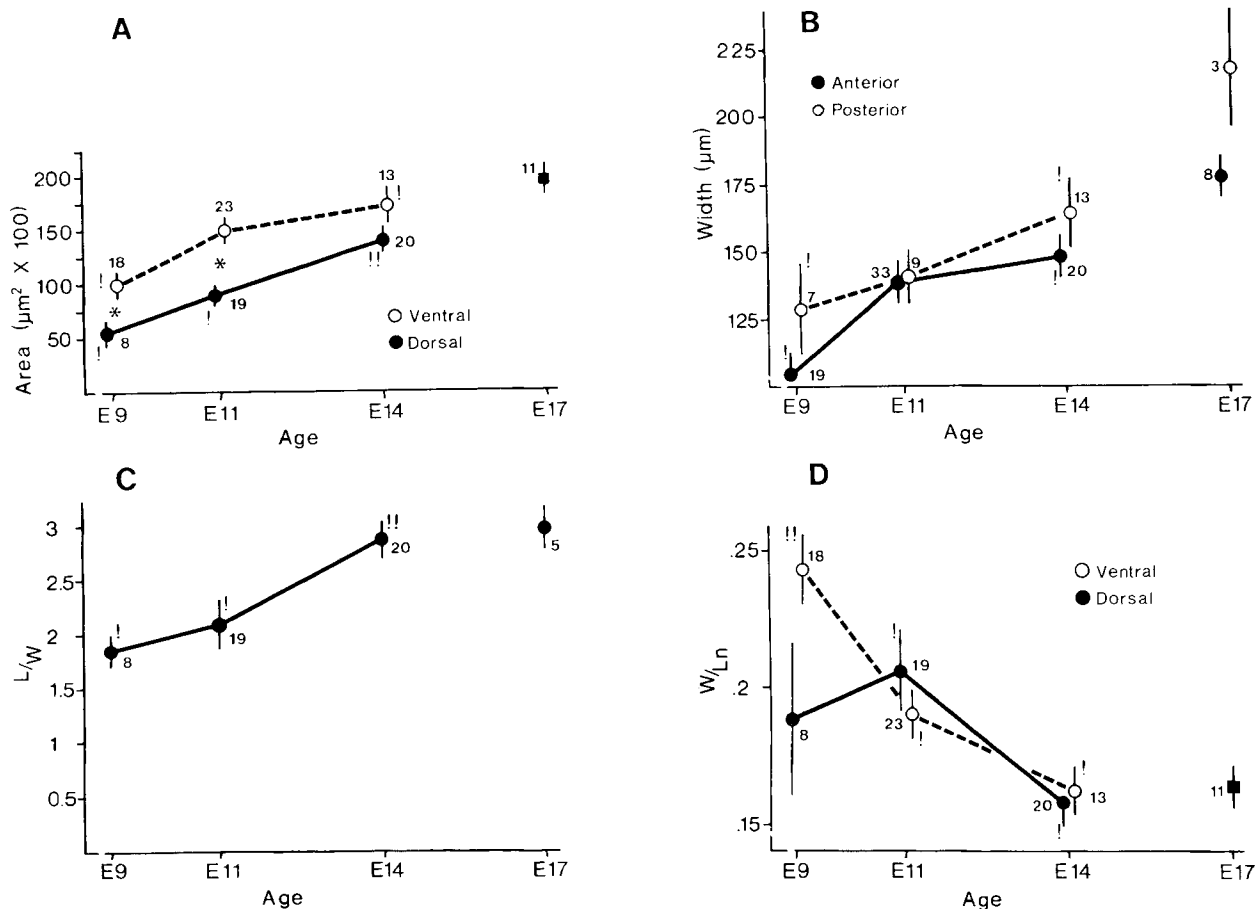 A
Area (µm² X 100)
200
150
100
50
!
18
*
!
8
23
*
19
!
13
!
20
!!
11
○ Ventral
● Dorsal
E9
E11
E14
E17
Age
B
Width (µm)
225
200
175
150
125
● Anterior
○ Posterior
!
7
!
19
33
9
!
13
20
!
3
8
E9
E11
E14
E17
Age
C
L/W
3
2.5
2
1.5
1
0.5
!
8
!
19
!!
20
5
E9
E11
E14
E17
Age
D
W/Ln
.25
.2
.15
!!
18
8
!
19
23
!
20
!
!
13
11
○ Ventral
● Dorsal
E9
E11
E14
E17
Age